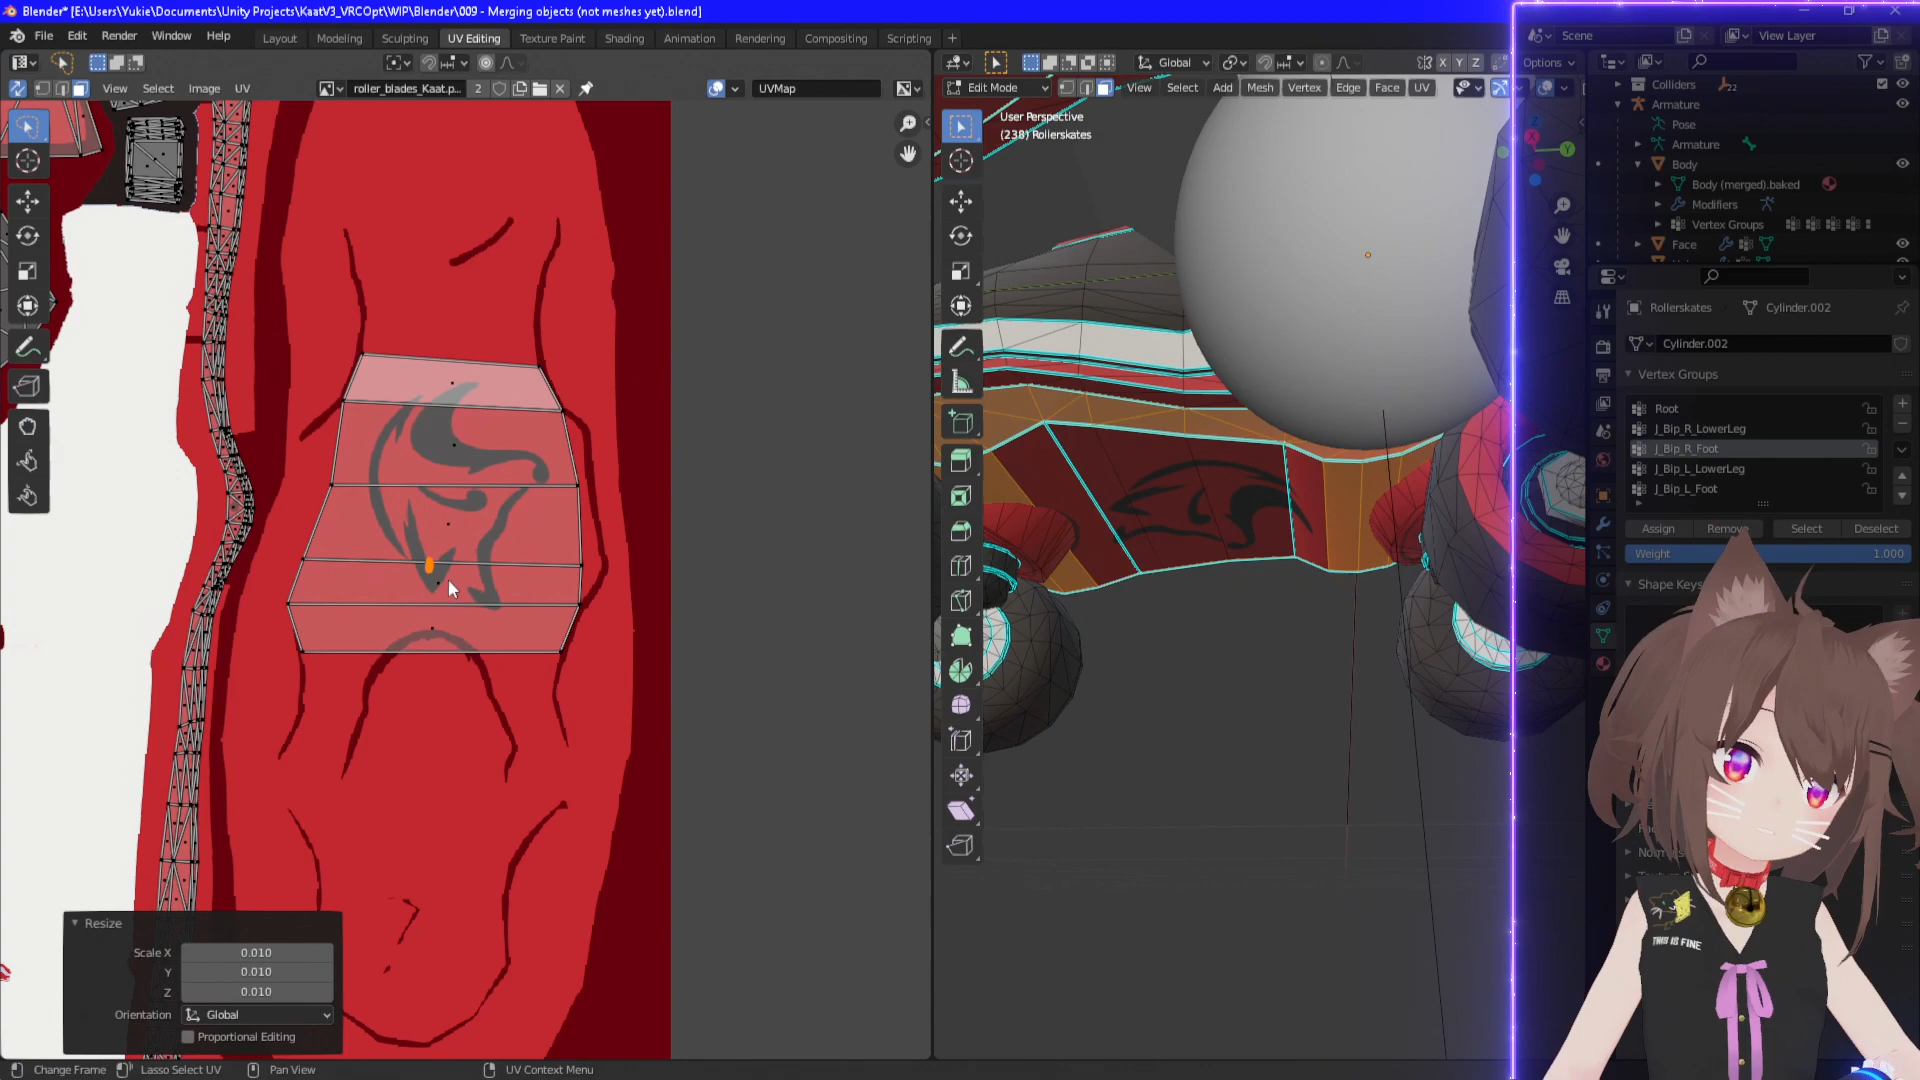 Blender* [E:\Users\Yukie\Documents\Unity Projects\KaatV3_VRCOpt\WIP\Blender\009 - Merging objects (not meshes yet).blend]
File Edit Render Window Help Layout Modeling Sculpting UV Editing Texture Paint Shading Animation Rendering Compositing Scripting + Scene View Layer
Global Options
View Select Image UV roller_blades_Kaat.p... 2 UVMap Edit Mode View Select Add Mesh Vertex Edge Face UV
X Y Z
User Perspective
(238) Rollerskates
Colliders 22
Armature
Pose
Armature
Body
Body (merged).baked
Modifiers
Vertex Groups
Face
Rollerskates Cylinder.002
Cylinder.002
Vertex Groups
Root
J_Bip_R_LowerLeg
J_Bip_R_Foot
J_Bip_L_LowerLeg
J_Bip_L_Foot
Assign Remove Select Deselect
Weight 1.000
Shape Keys
THIS IS FINE
Resize
Scale X 0.010
Y 0.010
Z 0.010
Orientation Global
Proportional Editing
Change Frame Lasso Select UV Pan View UV Context Menu